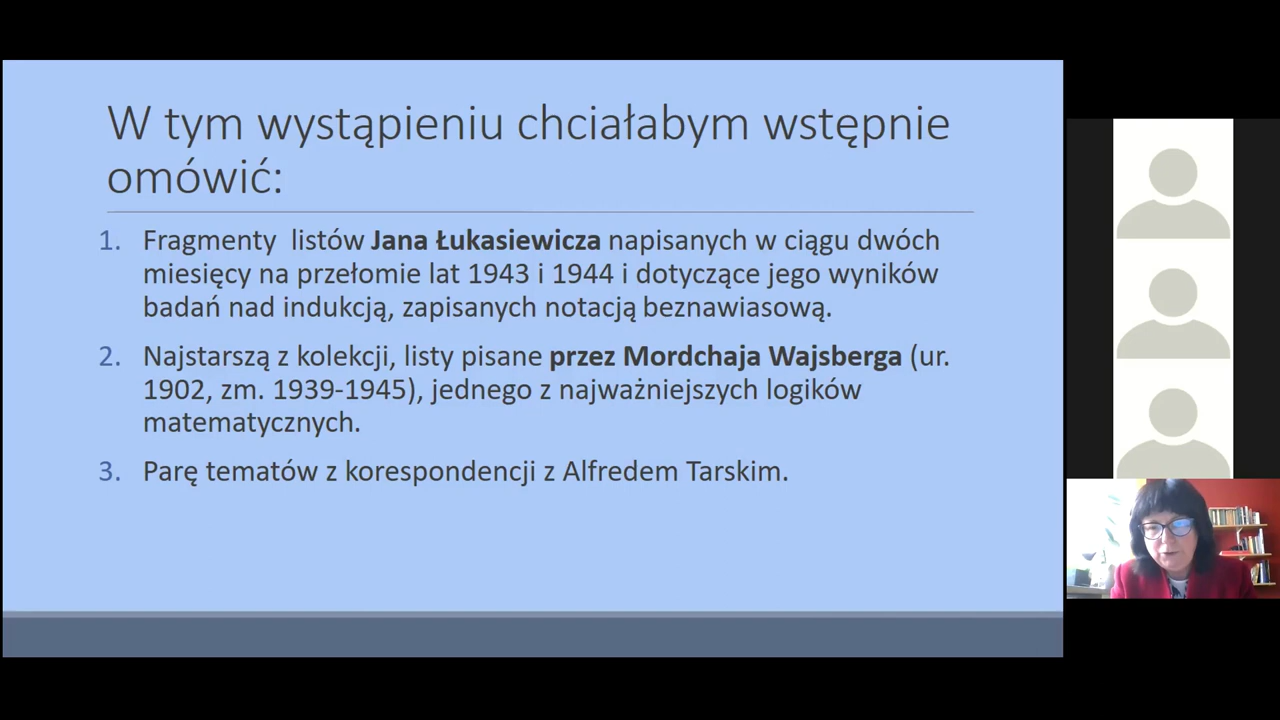 W tym wystąpieniu chciałabym wstępnie
omówić:
1. Fragmenty listów Jana Łukasiewicza napisanych w ciągu dwóch
miesięcy na przełomie lat 1943 i 1944 i dotyczące jego wyników
badań nad indukcją, zapisanych notacją beznawiasową.
2. Najstarszą z kolekcji, listy pisane przez Mordchaja Wajsberga (ur.
1902, zm. 1939-1945), jednego z najważniejszych logików
matematycznych.
3. Parę tematów z korespondencji z Alfredem Tarskim.